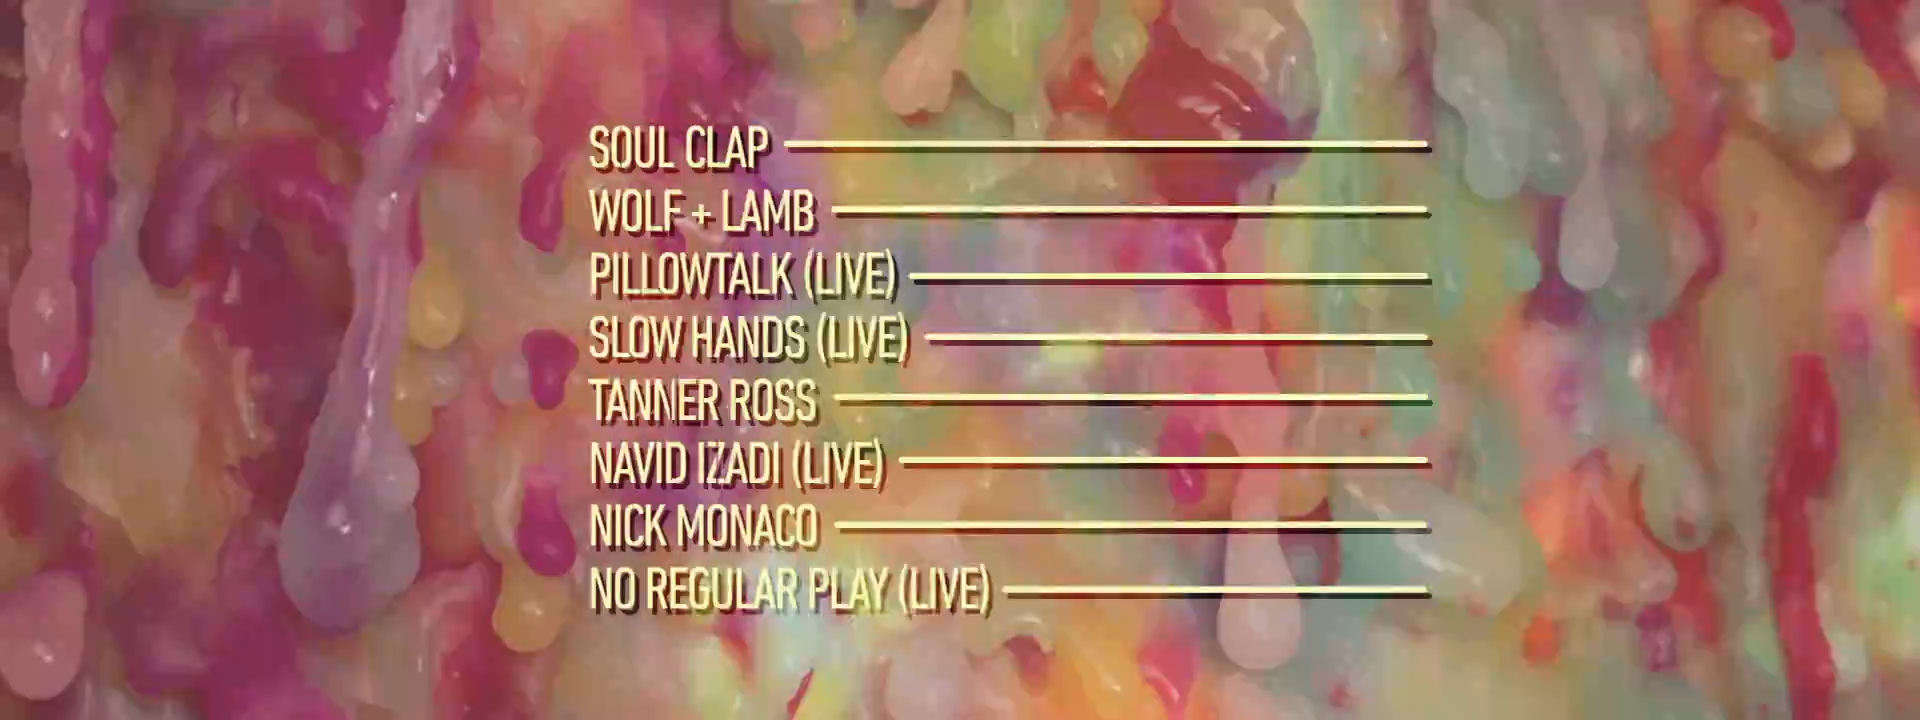 SOUL CLAP
WOLF + LAMB
PILLOWTALK (LIVE)
SLOW HANDS (LIVE)
TANNER ROSS
NAVID IZADI (LIVE)
NICK MONACO
NO REGULAR PLAY (LIVE)